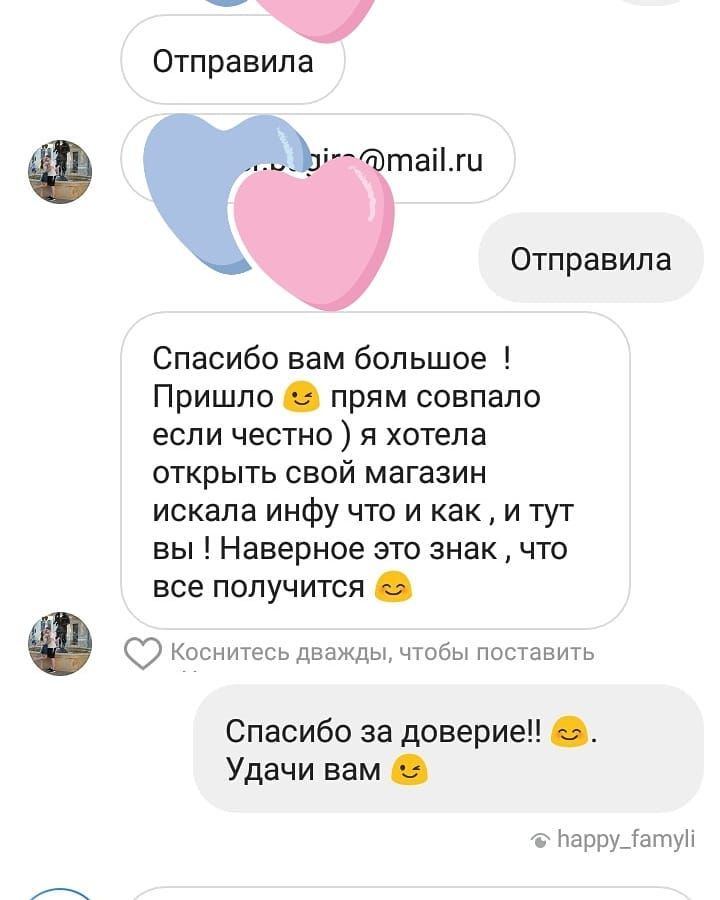 Отправила
@mail.ru
Отправила
Спасибо вам большое !
Пришло 😉 прям совпало
если честно ) я хотела
открыть свой магазин
искала инфу что и как , и тут
вы ! Наверное это знак , что
все получится 😊
Коснитесь дважды, чтобы поставить
Спасибо за доверие!! 😊.
Удачи вам 😉
happy_famyli